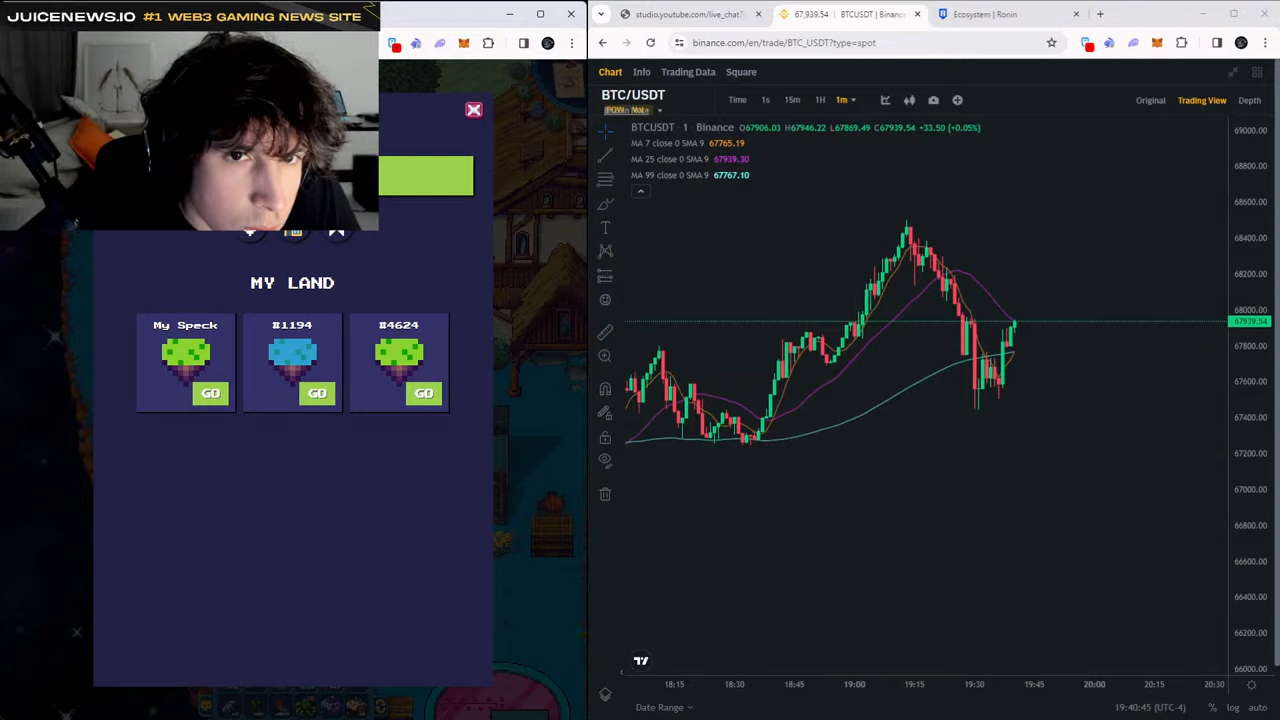 JUICENEWS.IO #1 WEB3 GAMING NEWS SITE
MY LAND
My Speck
#1194
#4624
GO
GO
GO
studio.youtube.com/live_chat?
67,939.54 | BTCUSDT | Binance
Ecosystem | Ronin
binance.com/en/trade/BTC_USDT?type=spot
Chart Info Trading Data Square
BTC/USDT
Time 1s 15m 1H 1m
Original Trading View Depth
BTCUSDT · 1 Binance O67906.03 H67946.22 L67869.49 C67939.54 +33.50 (+0.05%)
MA 7 close 0 SMA 9 67765.19
MA 25 close 0 SMA 9 67939.30
MA 99 close 0 SMA 9 67767.10
69000.00
68800.00
68600.00
68400.00
68200.00
68000.00
67939.54
67800.00
67600.00
67400.00
67200.00
67000.00
66800.00
66600.00
66400.00
66200.00
66000.00
18:15 18:30 18:45 19:00 19:15 19:30 19:45 20:00 20:15 20:30
Date Range
19:40:45 (UTC-4) % log auto